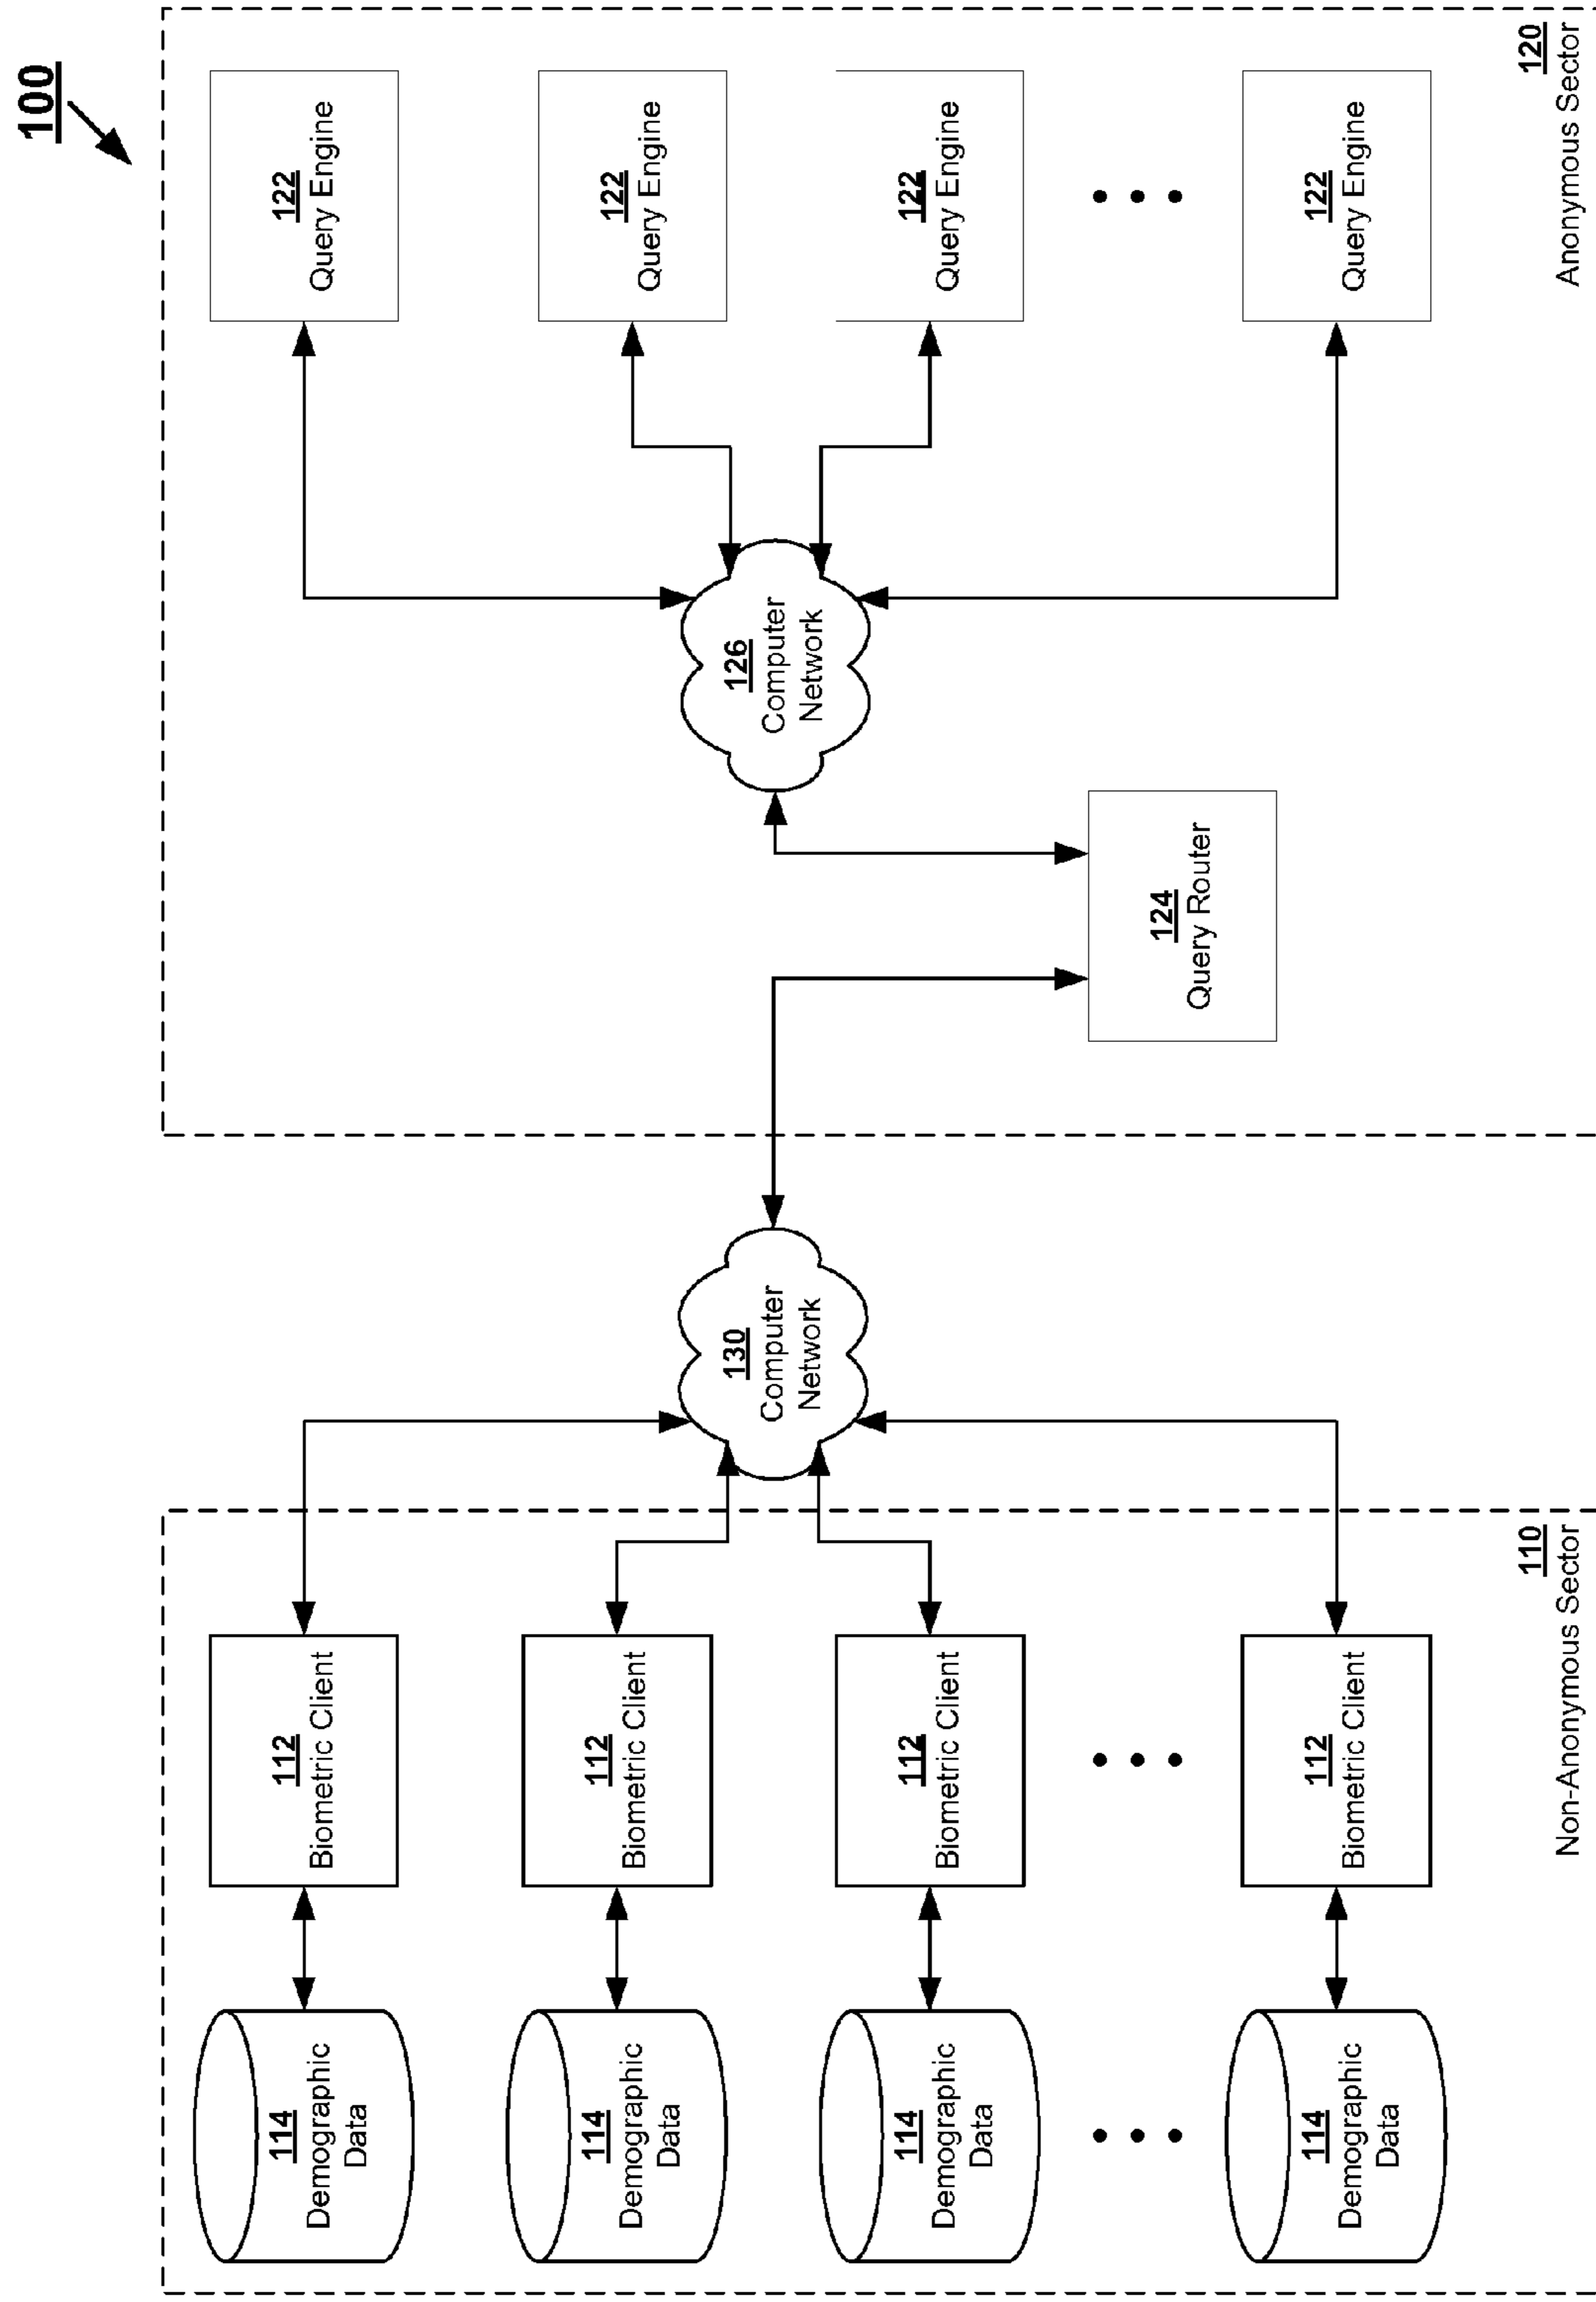 100
114
Demographic
Data
112
Biometric Client
114
Demographic
Data
112
Biometric Client
114
Demographic
Data
112
Biometric Client
114
Demographic
Data
112
Biometric Client
110
Non-Anonymous Sector
130
Computer
Network
124
Query Router
126
Computer
Network
122
Query Engine
122
Query Engine
122
Query Engine
122
Query Engine
120
Anonymous Sector